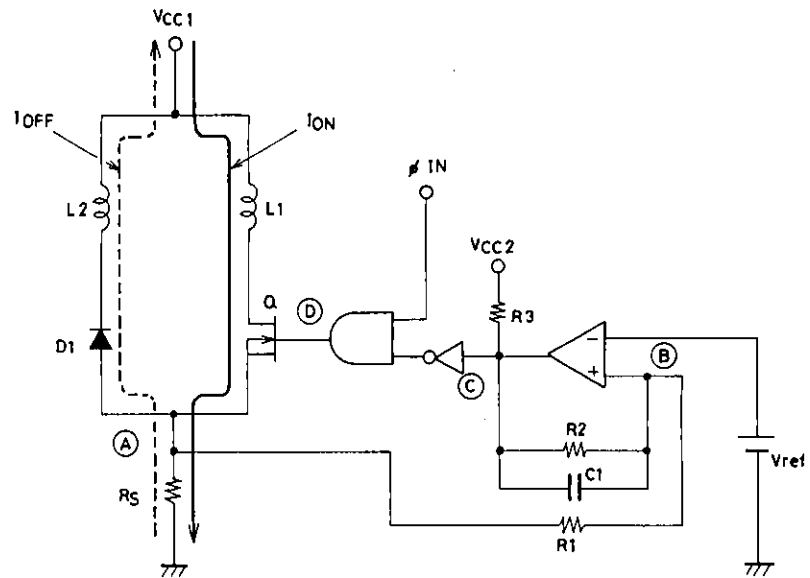 VCC1
IOFF
ION
ø IN
L2
L1
VCC2
Q
D
R3
B
−
+
D1
C
A
R2
Vref
C1
RS
R1